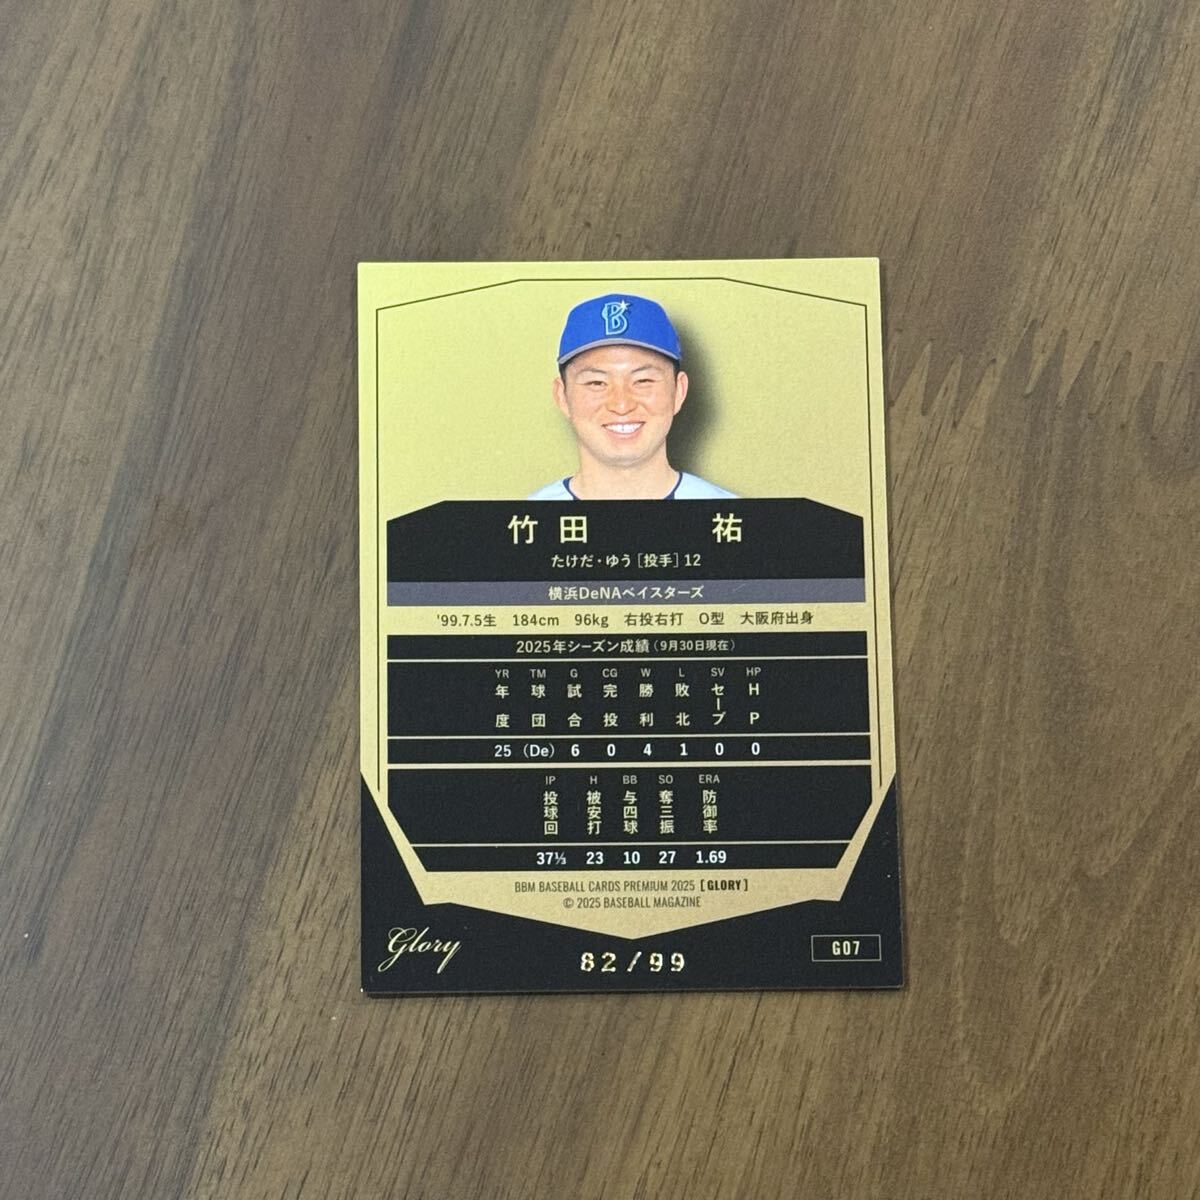 B
竹田 祐
たけだ・ゆう[投手]12
横浜DeNAベイスターズ
'99.7.5生 184cm 96kg 右投右打 O型 大阪府出身
2025年シーズン成績(9月30日現在)
YR TM G CG W L SV HP
年度 球団 試合 完投 勝利 敗北 セーブ HP
25 (De) 6 0 4 1 0 0
IP H BB SO ERA
投球回 被安打 与四球 奪三振 防御率
37⅓ 23 10 27 1.69
BBM BASEBALL CARDS PREMIUM 2025 [GLORY]
© 2025 BASEBALL MAGAZINE
Glory
82/99
G07